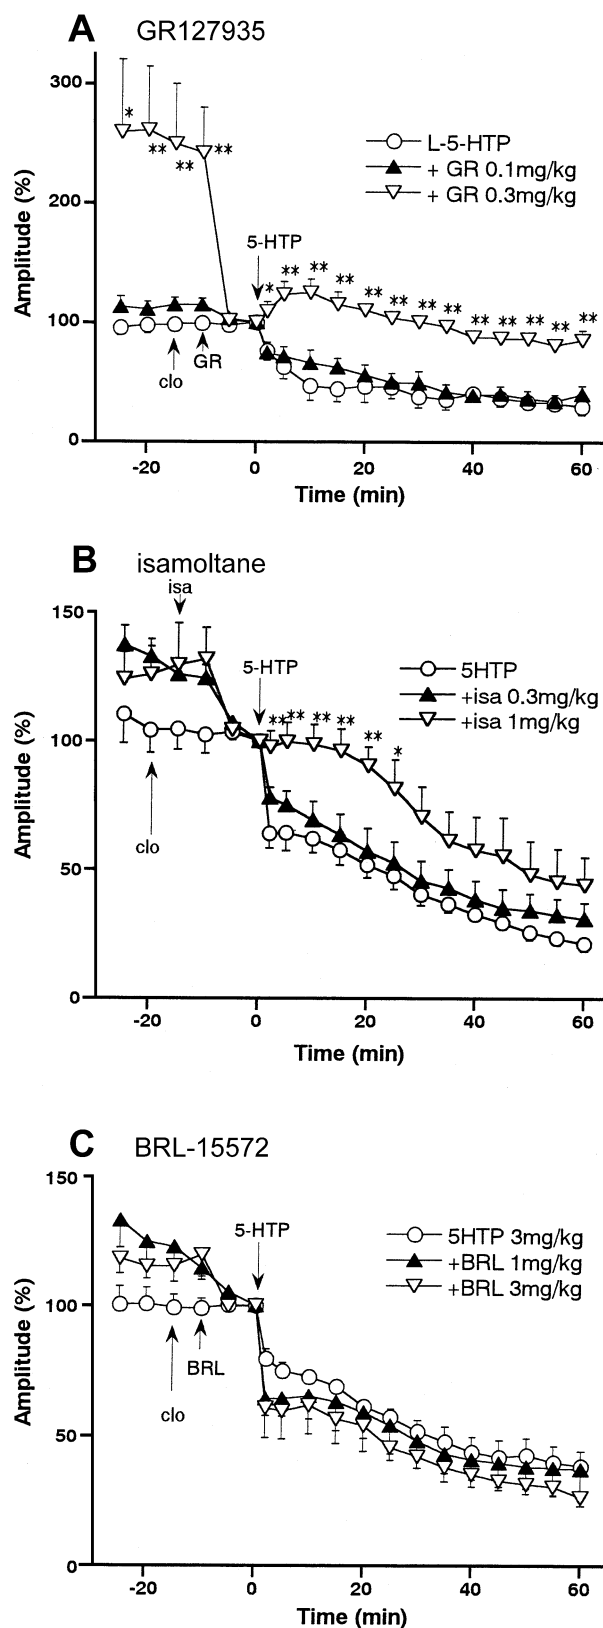 A GR127935
300
200
100
0
Amplitude (%)
*
**
**
**
5-HTP
*
**
**
**
**
**
**
**
**
**
**
**
**
L-5-HTP
+ GR 0.1mg/kg
+ GR 0.3mg/kg
clo
GR
-20 0 20 40 60
Time (min)
B isamoltane
isa
150
100
50
0
Amplitude (%)
5-HTP
**
**
**
**
**
*
5HTP
+isa 0.3mg/kg
+isa 1mg/kg
clo
-20 0 20 40 60
Time (min)
C BRL-15572
150
100
50
0
Amplitude (%)
5-HTP
5HTP 3mg/kg
+BRL 1mg/kg
+BRL 3mg/kg
BRL
clo
-20 0 20 40 60
Time (min)